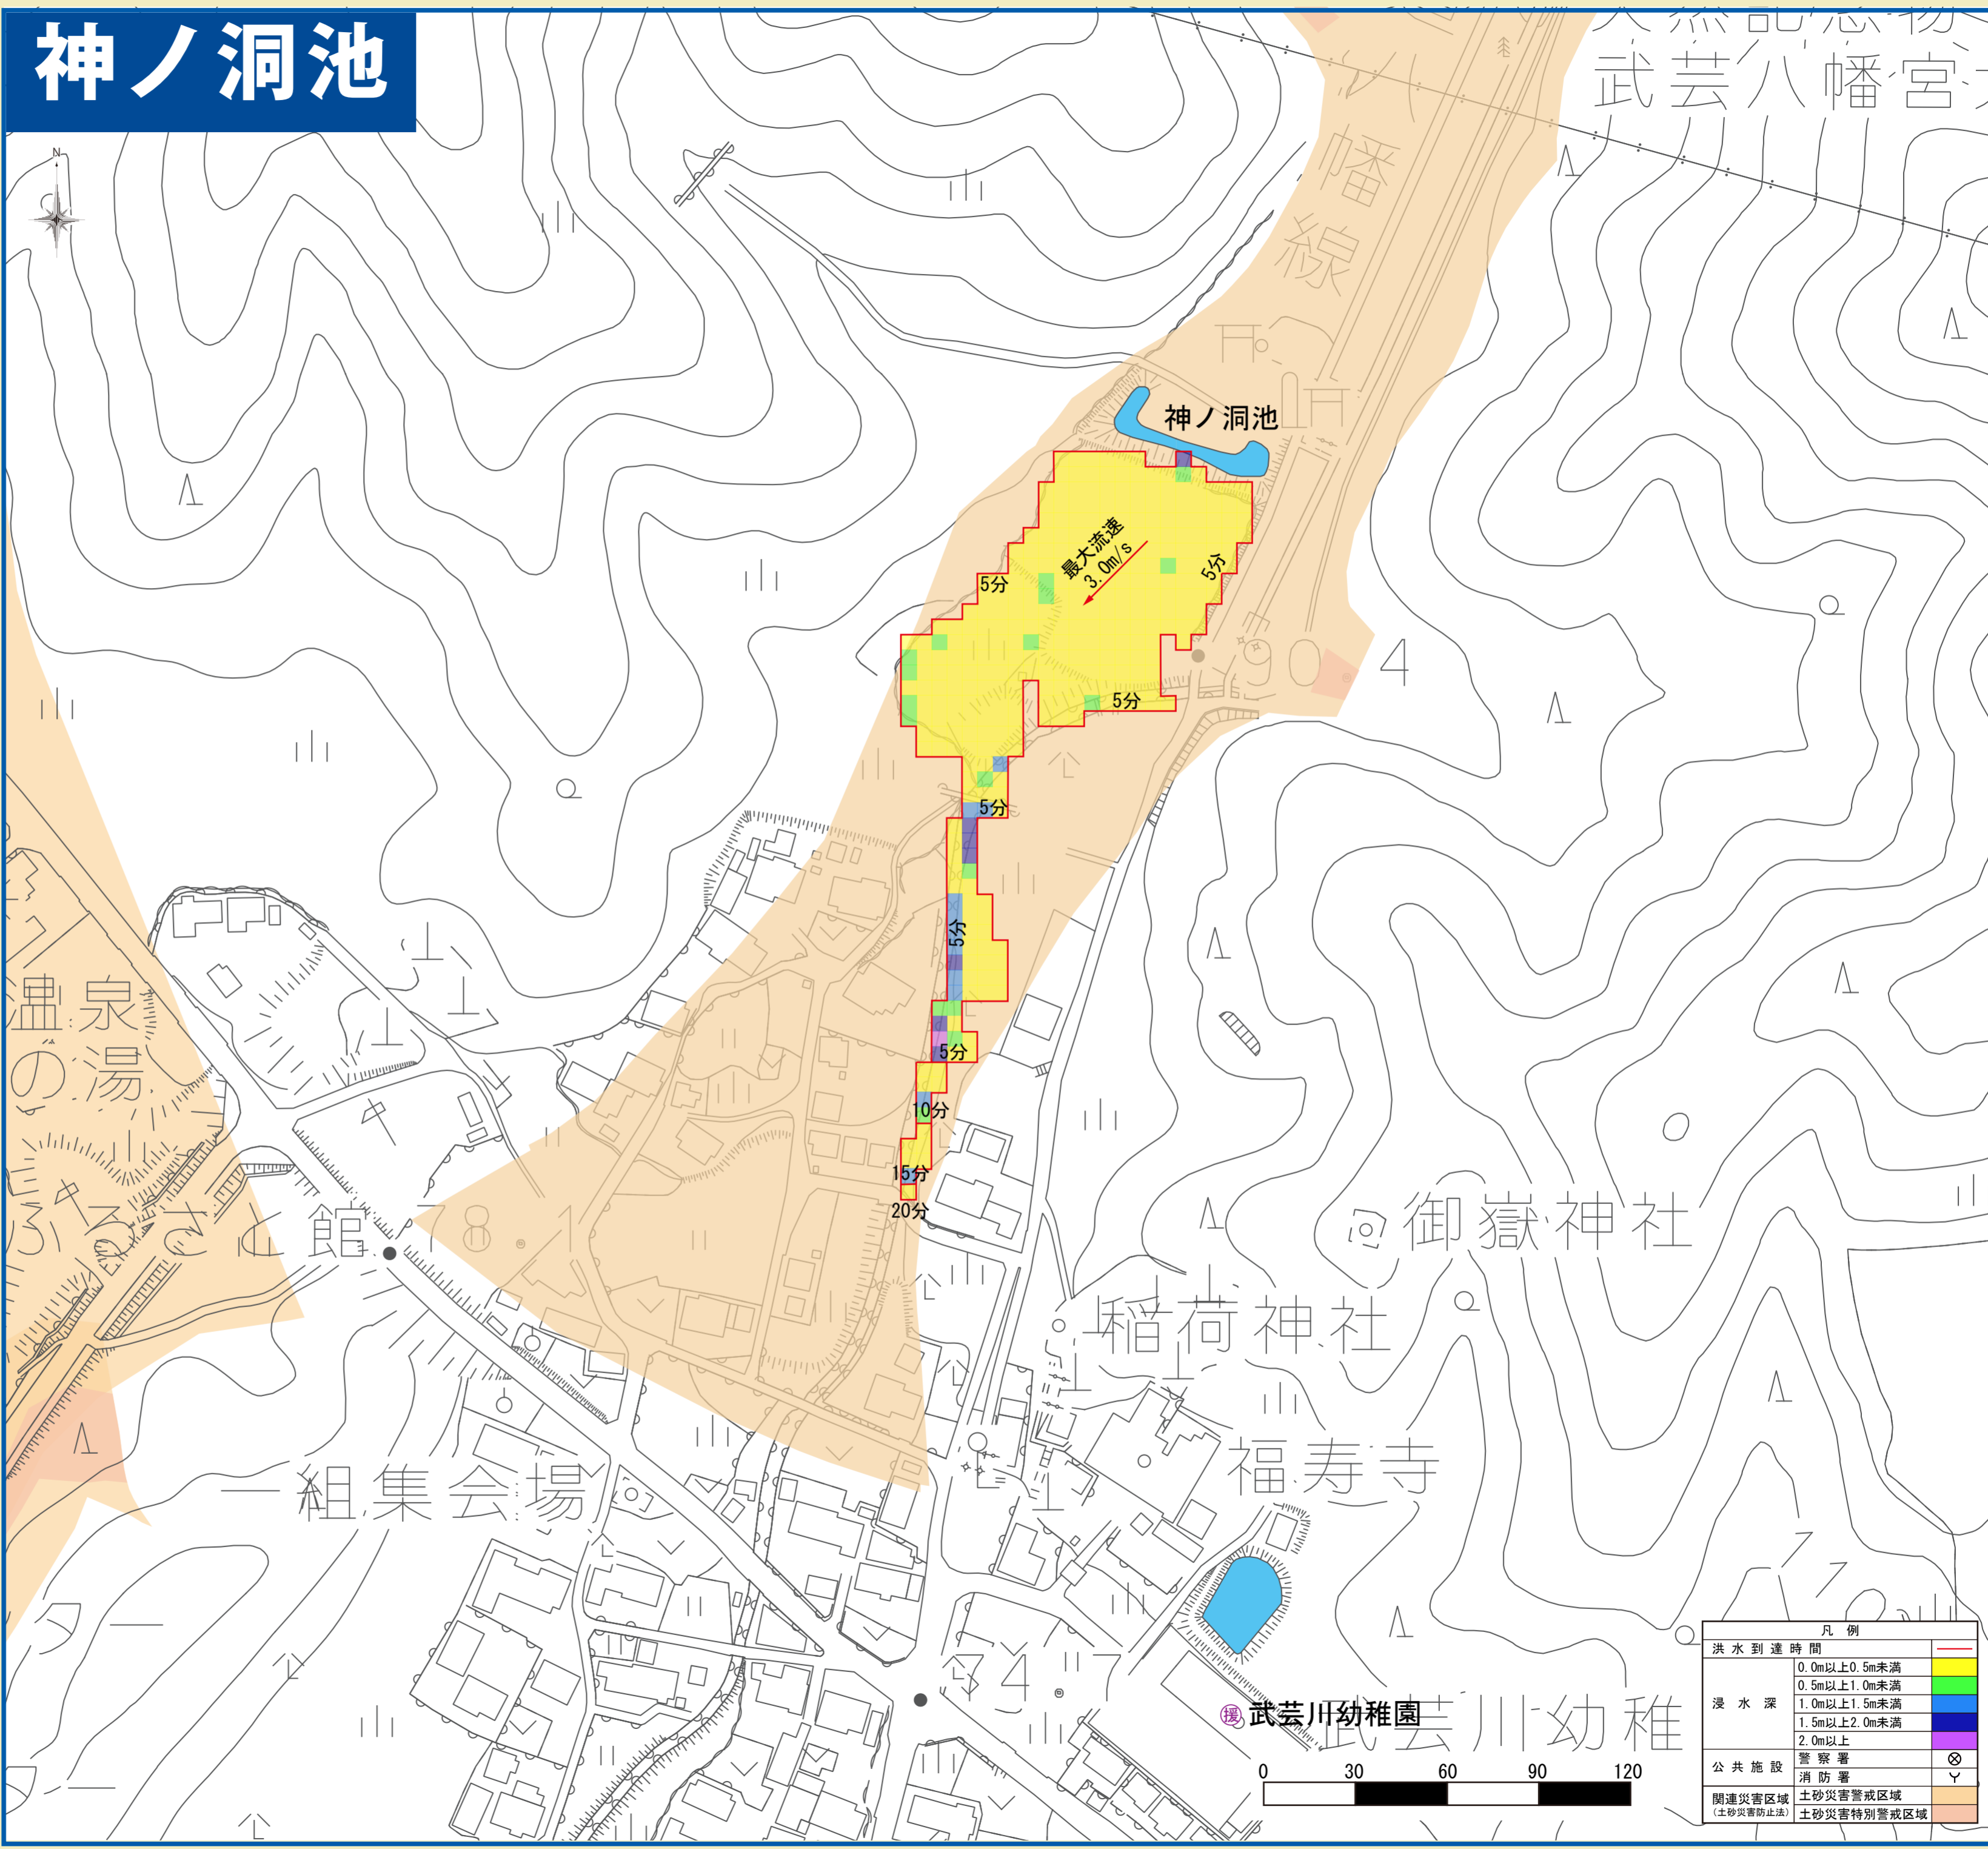 神ノ洞池
N
武芸八幡宮
幡
線
神ノ洞池
最大流速
3.0m/s
5分
5分
904
5分
5分
5分
5分
10分
15分
20分
温泉
の湯
ふるさと館
781
御嶽神社
稲荷神社
福寿寺
一組集会場
747
援 武芸川幼稚園
武芸川幼稚
0 30 60 90 120
凡例
洪水到達時間
浸水深
0.0m以上0.5m未満
0.5m以上1.0m未満
1.0m以上1.5m未満
1.5m以上2.0m未満
2.0m以上
公共施設
警察署
消防署
関連災害区域
(土砂災害防止法)
土砂災害警戒区域
土砂災害特別警戒区域